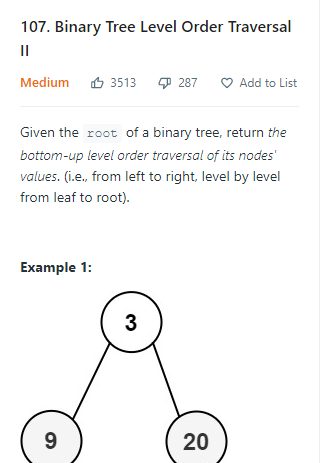 107. Binary Tree Level Order Traversal
II
Medium 3513 287 Add to List
Given the root of a binary tree, return the
bottom-up level order traversal of its nodes'
values. (i.e., from left to right, level by level
from leaf to root).
Example 1:
3
9 20